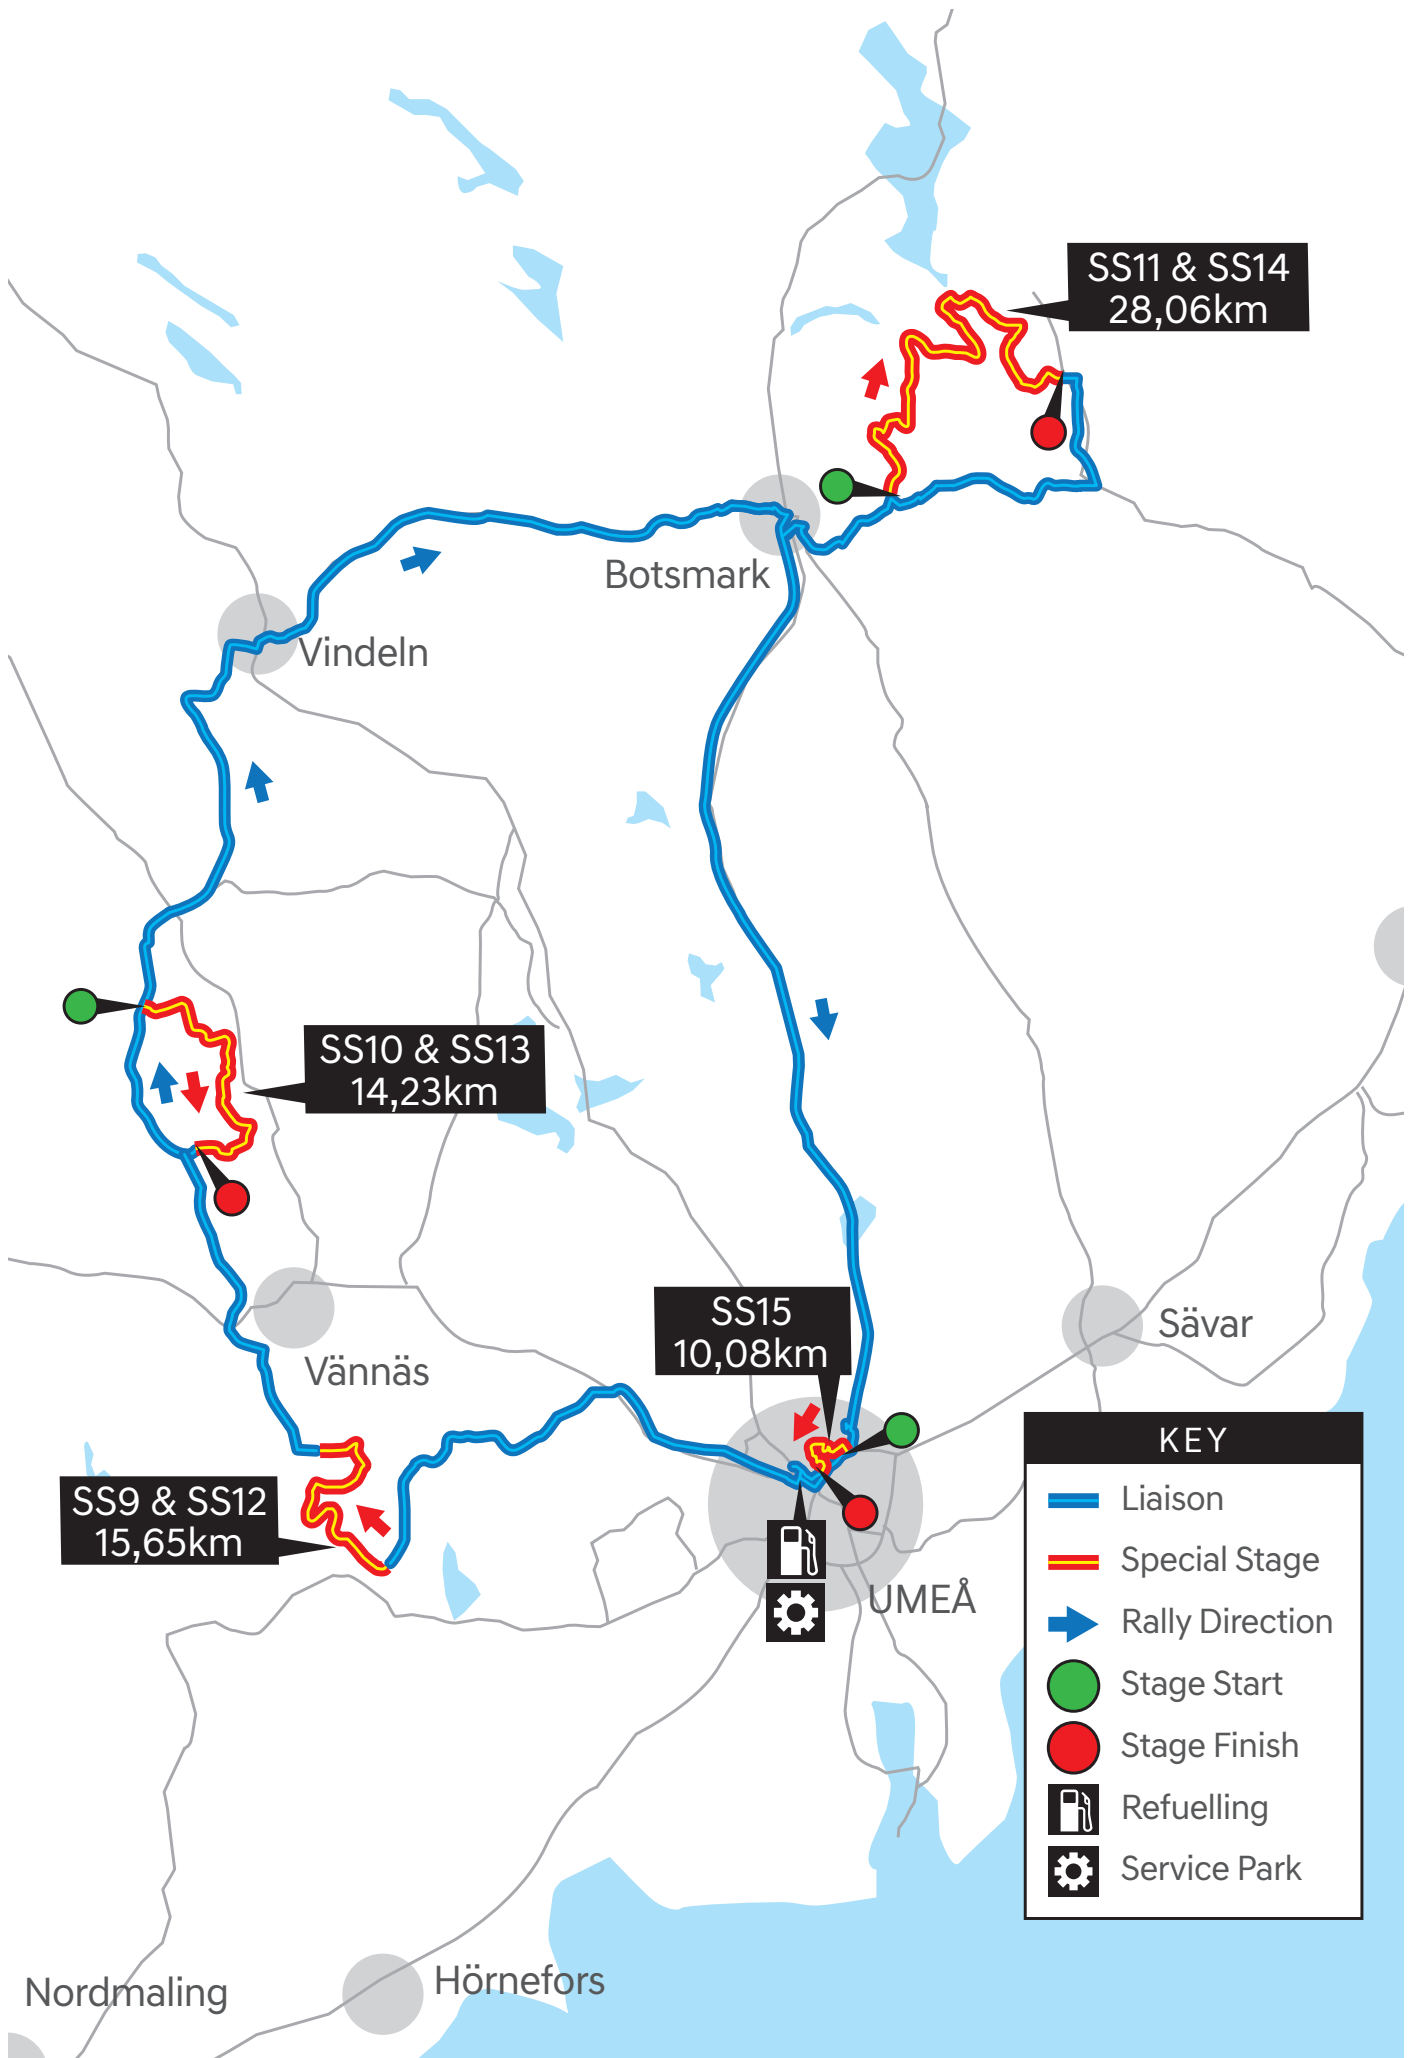 SS11 & SS14
28,06km
Botsmark
Vindeln
SS10 & SS13
14,23km
SS15
10,08km
Sävar
Vännäs
KEY
Liaison
Special Stage
Rally Direction
Stage Start
Stage Finish
Refuelling
Service Park
SS9 & SS12
15,65km
UMEÅ
Hörnefors
Nordmaling